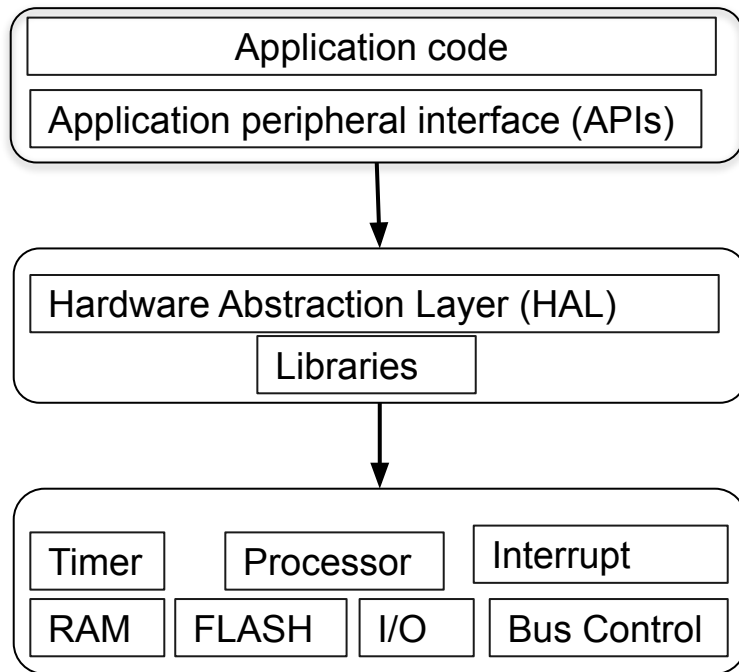 Application code
Application peripheral interface (APIs)
Hardware Abstraction Layer (HAL)
Libraries
Timer
Processor
Interrupt
RAM
FLASH
I/O
Bus Control